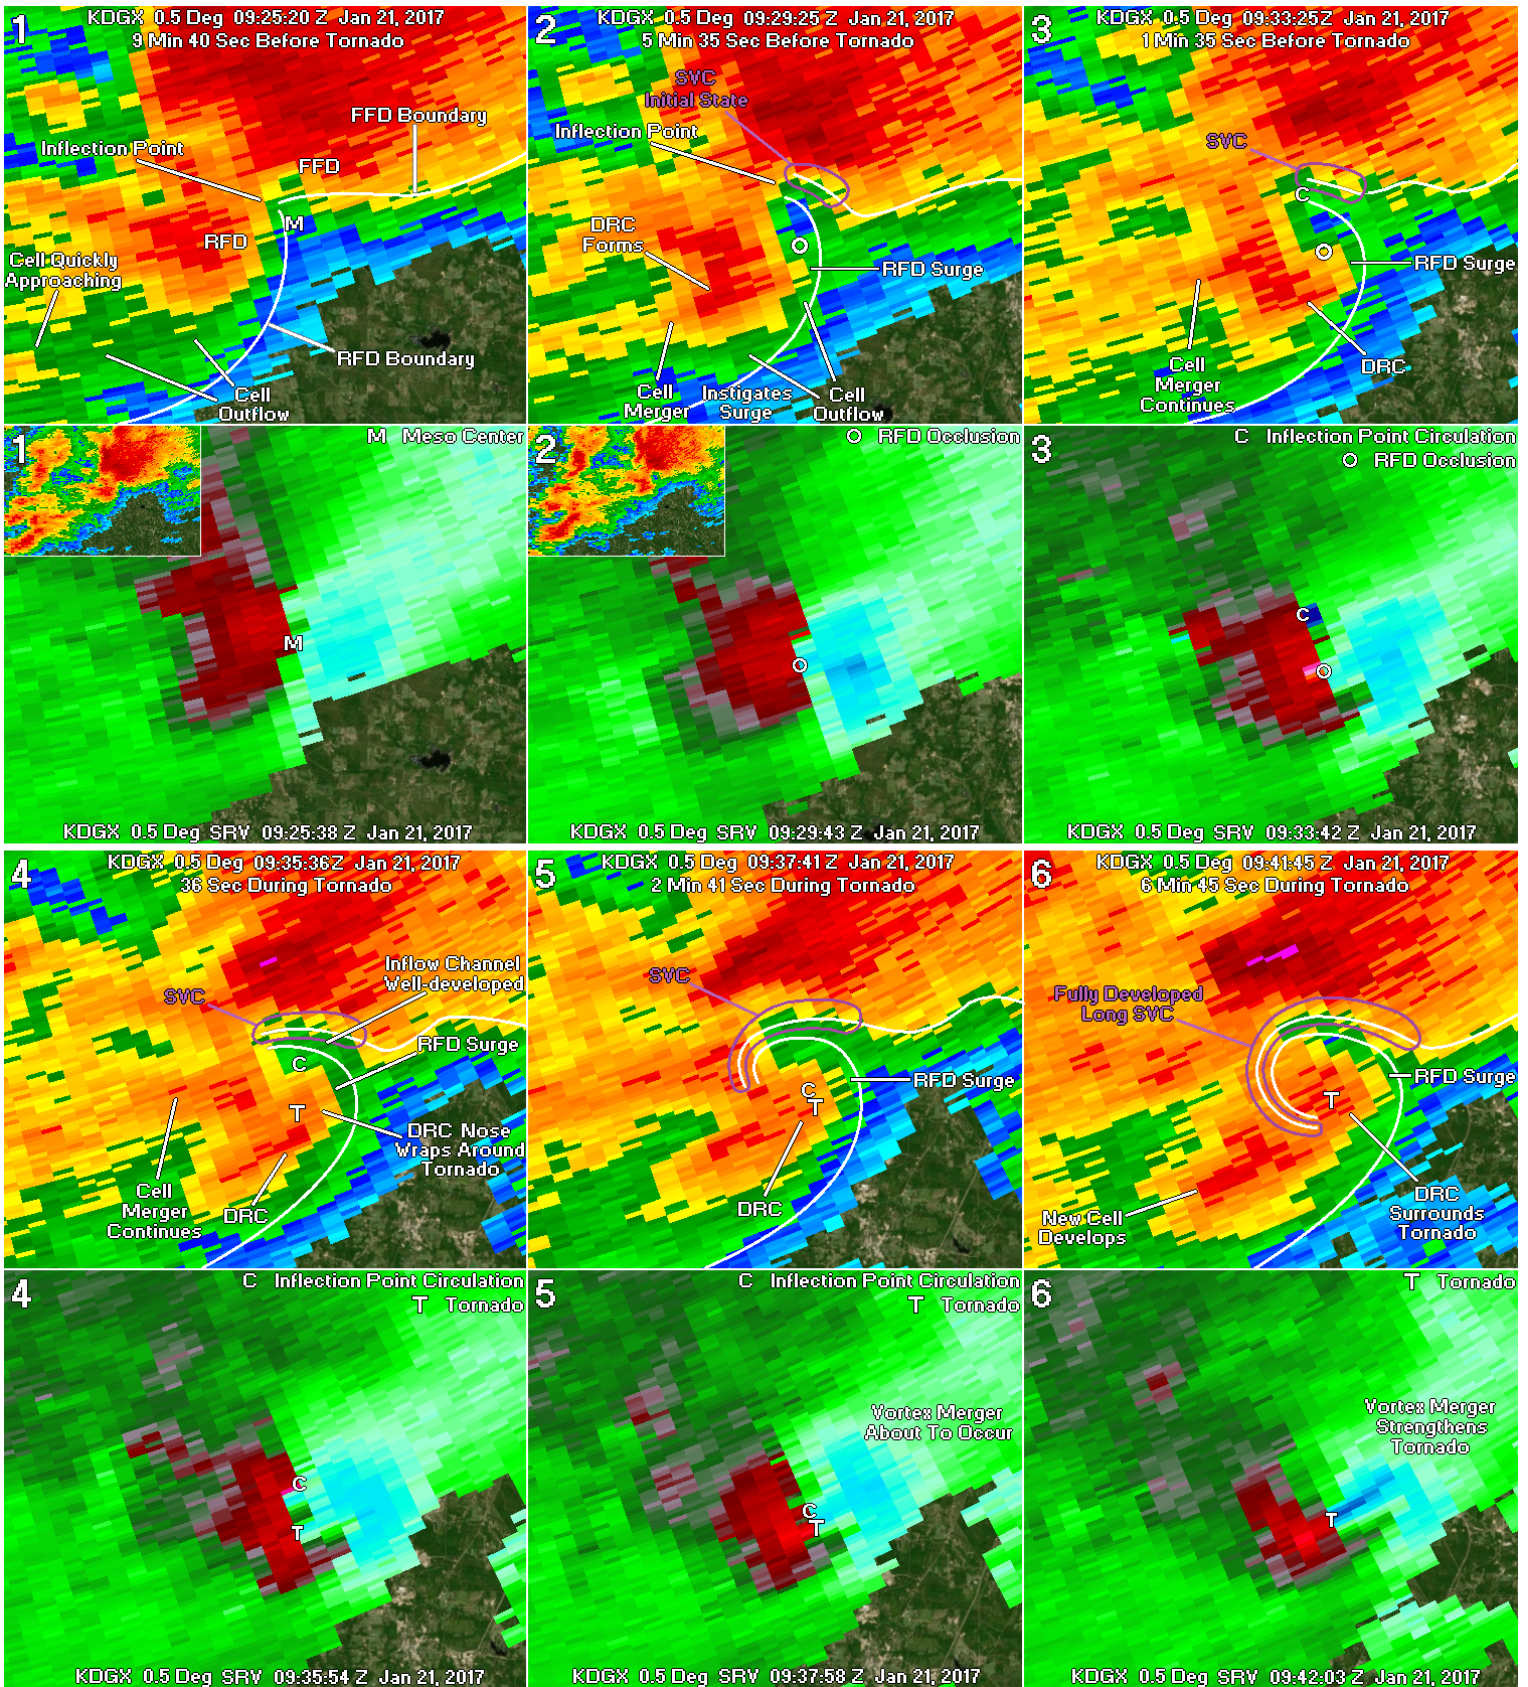 1
KDGX 0.5 Deg 09:25:20 Z Jan 21, 2017
9 Min 40 Sec Before Tornado
FFD Boundary
Inflection Point
FFD
M
RFD
Cell Quickly
Approaching
RFD Boundary
Cell
Outflow
2
KDGX 0.5 Deg 09:29:25 Z Jan 21, 2017
5 Min 35 Sec Before Tornado
SVC
Initial State
Inflection Point
DRC
Forms
RFD Surge
Cell
Merger
Instigates
Surge
Cell
Outflow
3
KDGX 0.5 Deg 09:33:25Z Jan 21, 2017
1 Min 35 Sec Before Tornado
SVC
C
RFD Surge
Cell
Merger
Continues
DRC
1
M Meso Center
M
KDGX 0.5 Deg SRV 09:25:38 Z Jan 21, 2017
2
O RFD Occlusion
KDGX 0.5 Deg SRV 09:29:43 Z Jan 21, 2017
3
C Inflection Point Circulation
O RFD Occlusion
C
KDGX 0.5 Deg SRV 09:33:42 Z Jan 21, 2017
4
KDGX 0.5 Deg 09:35:36Z Jan 21, 2017
36 Sec During Tornado
Inflow Channel
Well-developed
SVC
RFD Surge
C
T
DRC Nose
Wraps Around
Tornado
Cell
Merger
Continues
DRC
5
KDGX 0.5 Deg 09:37:41 Z Jan 21, 2017
2 Min 41 Sec During Tornado
SVC
RFD Surge
C
T
DRC
6
KDGX 0.5 Deg 09:41:45 Z Jan 21, 2017
6 Min 45 Sec During Tornado
Fully Developed
Long SVC
RFD Surge
T
DRC
Surrounds
Tornado
New Cell
Develops
4
C Inflection Point Circulation
T Tornado
C
T
KDGX 0.5 Deg SRV 09:35:54 Z Jan 21, 2017
5
C Inflection Point Circulation
T Tornado
Vortex Merger
About To Occur
C
T
KDGX 0.5 Deg SRV 09:37:58 Z Jan 21, 2017
6
T Tornado
Vortex Merger
Strengthens
Tornado
T
KDGX 0.5 Deg SRV 09:42:03 Z Jan 21, 2017